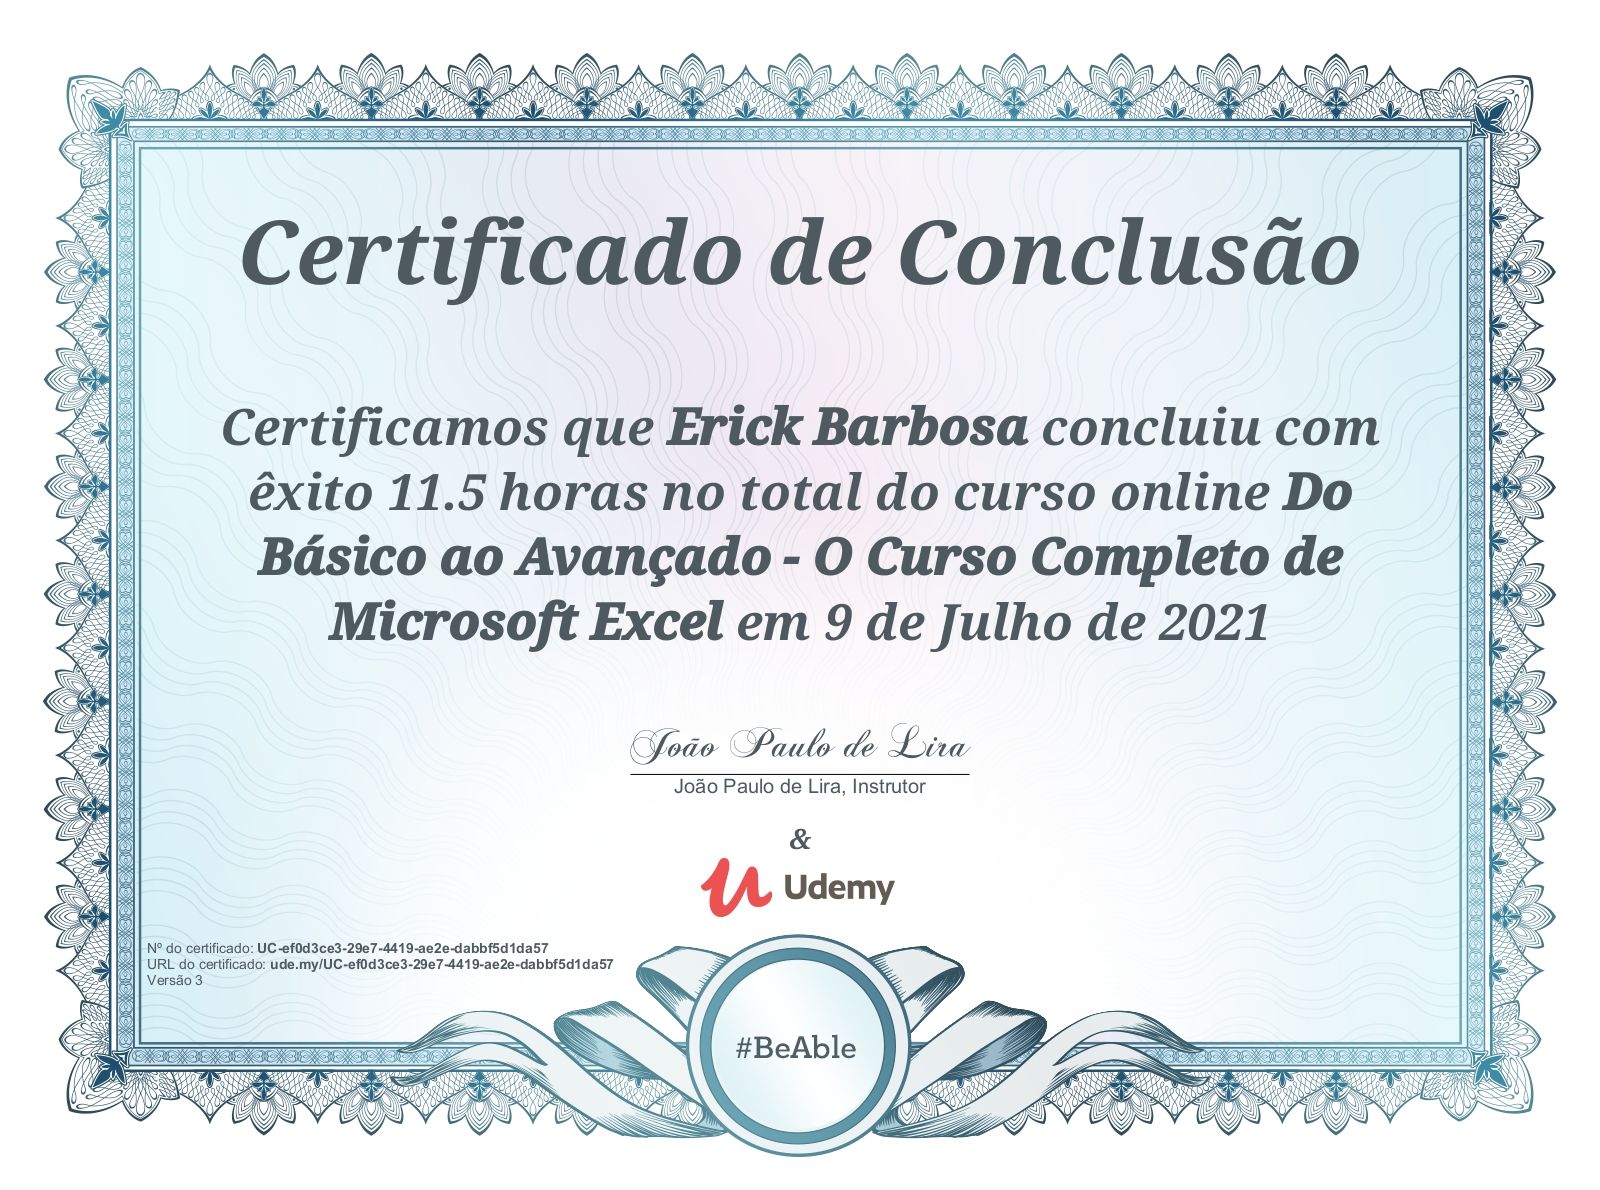 Certificado de Conclusão
Certificamos que Erick Barbosa concluiu com
êxito 11.5 horas no total do curso online Do
Básico ao Avançado - O Curso Completo de
Microsoft Excel em 9 de Julho de 2021
João Paulo de Lira
João Paulo de Lira, Instrutor
&
Udemy
Nº do certificado: UC-ef0d3ce3-29e7-4419-ae2e-dabbf5d1da57
URL do certificado: ude.my/UC-ef0d3ce3-29e7-4419-ae2e-dabbf5d1da57
Versão 3
#BeAble